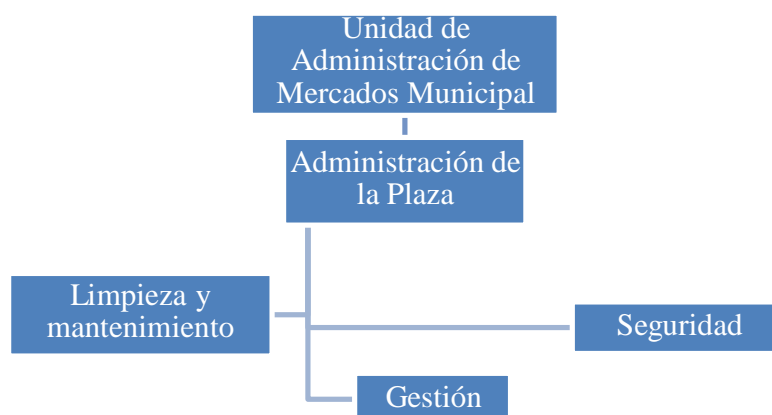 Unidad de
Administración de
Mercados Municipal
Administración de
la Plaza
Limpieza y
mantenimiento
Seguridad
Gestión